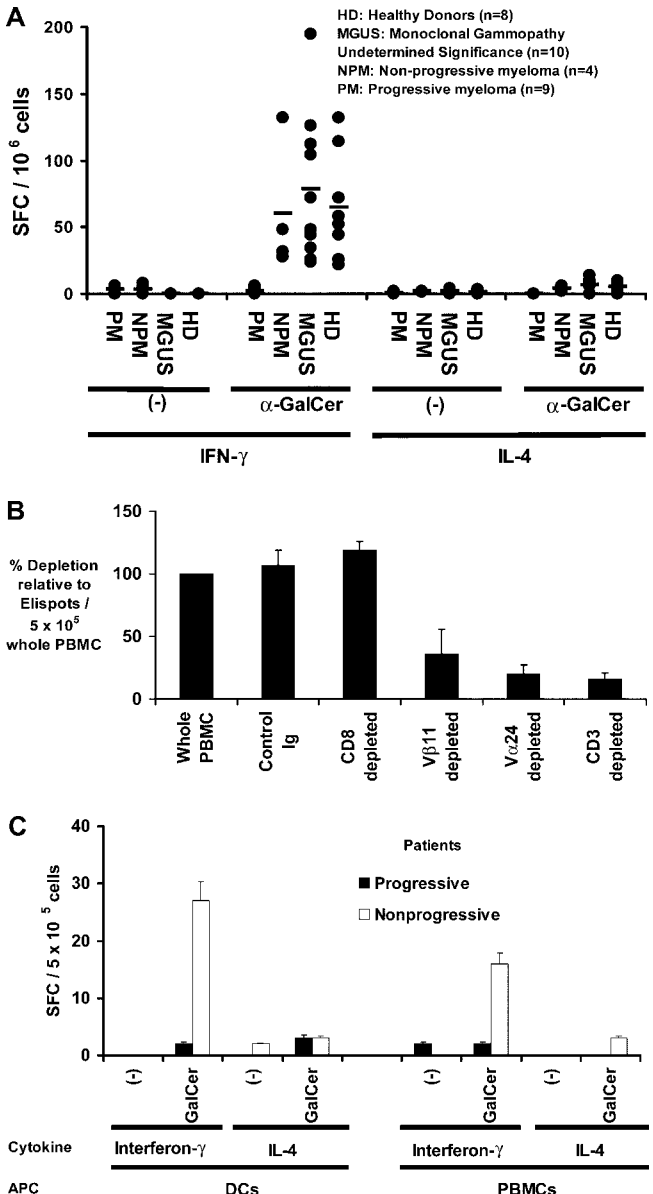 A
HD: Healthy Donors (n=8)
MGUS: Monoclonal Gammopathy
Undetermined Significance (n=10)
NPM: Non-progressive myeloma (n=4)
PM: Progressive myeloma (n=9)
SFC / 10^6 cells
200
150
100
50
0
PM NPM MGUS HD PM NPM MGUS HD PM NPM MGUS HD PM NPM MGUS HD
(-) α-GalCer (-) α-GalCer
IFN-γ IL-4
B
% Depletion
relative to
Elispots /
5 x 10^5
whole PBMC
150
100
50
0
Whole PBMC
Control Ig
CD8 depleted
Vβ11 depleted
Vα24 depleted
CD3 depleted
C
SFC / 5 x 10^5 cells
40
30
20
10
0
Patients
Progressive
Nonprogressive
(-) GalCer (-) GalCer (-) GalCer (-) GalCer
Cytokine Interferon-γ IL-4 Interferon-γ IL-4
APC DCs PBMCs